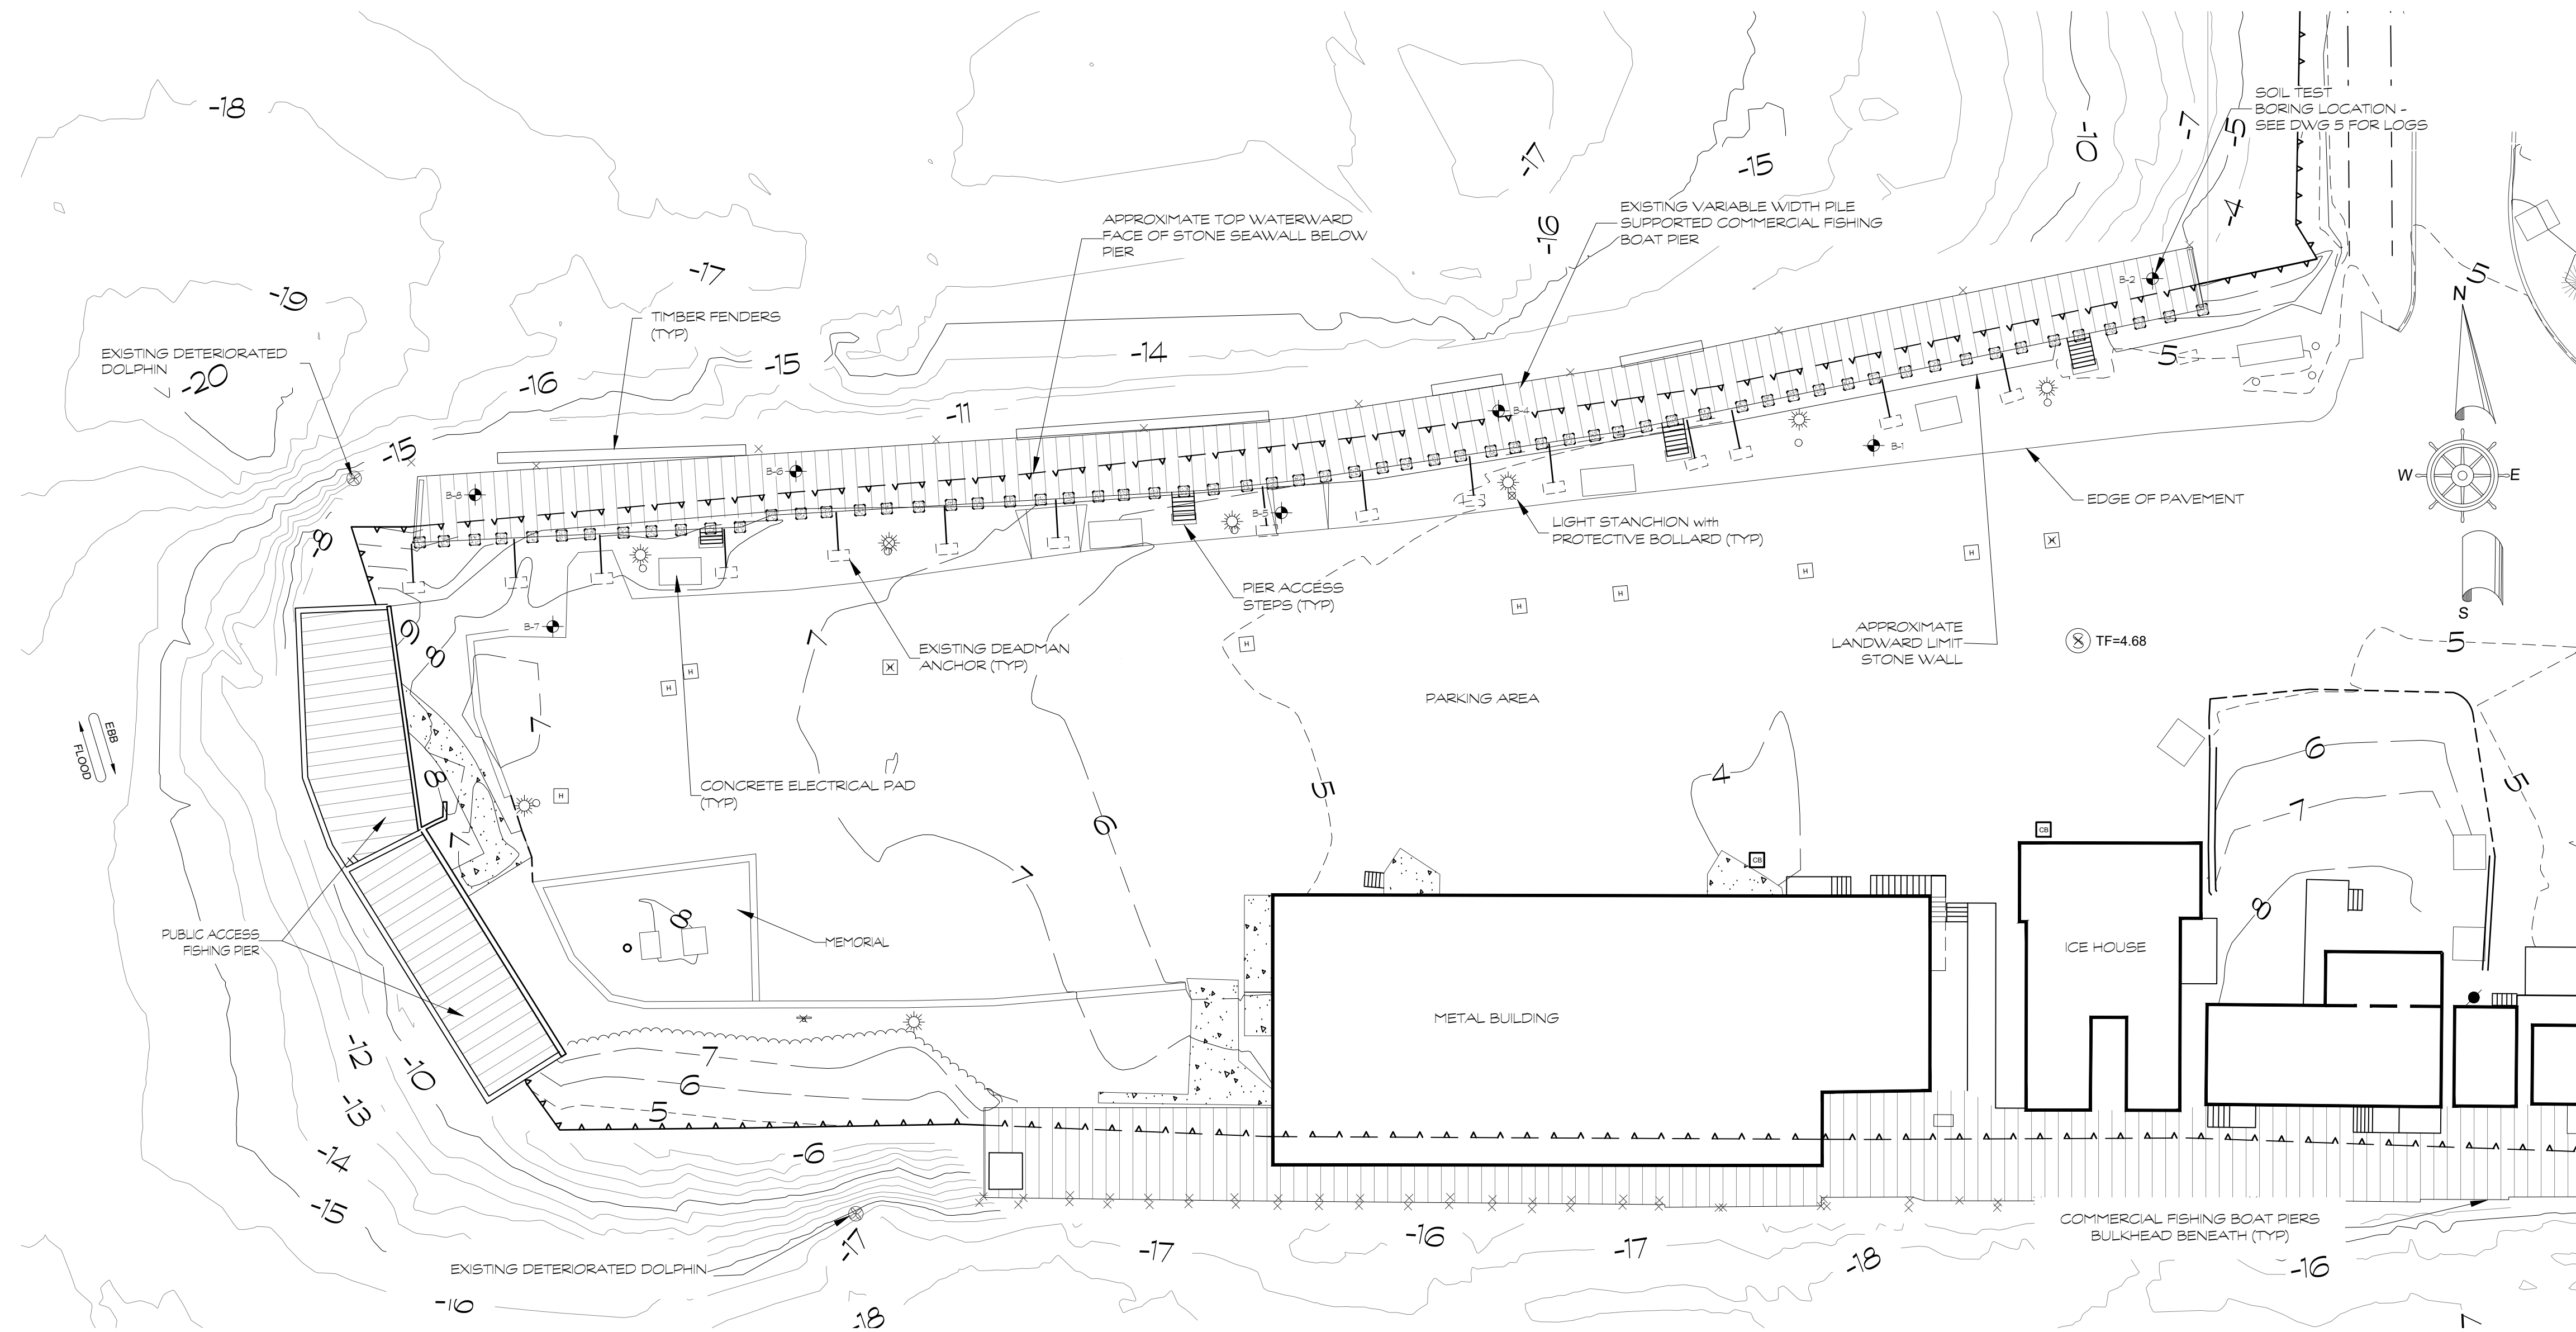 -18
-17
-15
-10
-7
-5
-4
SOIL TEST
BORING LOCATION -
SEE DWG 5 FOR LOGS
APPROXIMATE TOP WATERWARD
FACE OF STONE SEAWALL BELOW
PIER
EXISTING VARIABLE WIDTH PILE
SUPPORTED COMMERCIAL FISHING
BOAT PIER
-16
-17
-19
TIMBER FENDERS
(TYP)
EXISTING DETERIORATED
DOLPHIN
-20
-16
-15
-14
-11
-15
B-2
5
5
N
W
E
S
B-8
B-6
B-4
B-5
B-1
EDGE OF PAVEMENT
LIGHT STANCHION with
PROTECTIVE BOLLARD (TYP)
-8
PIER ACCESS
STEPS (TYP)
H
H
H
H
H
H
H
H
B-7
9
8
7
7
EXISTING DEADMAN
ANCHOR (TYP)
APPROXIMATE
LANDWARD LIMIT
STONE WALL
TF=4.68
5
PARKING AREA
EBB
FLOOD
8
7
CONCRETE ELECTRICAL PAD
(TYP)
5
4
6
7
5
6
7
CB
CB
8
8
MEMORIAL
PUBLIC ACCESS
FISHING PIER
ICE HOUSE
METAL BUILDING
7
6
5
-6
-12
-10
-13
-14
-15
-17
-17
-16
-17
-18
-16
COMMERCIAL FISHING BOAT PIERS
BULKHEAD BENEATH (TYP)
EXISTING DETERIORATED DOLPHIN
-16
-18